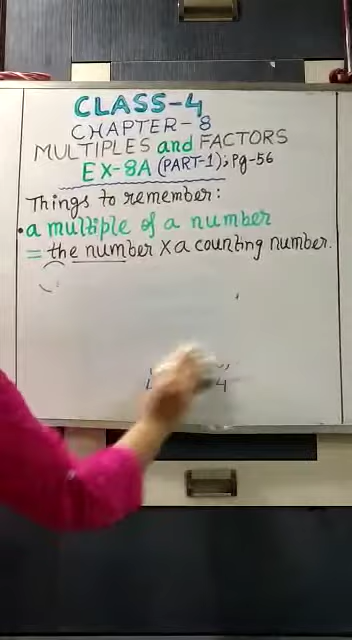 CLASS-4
CHAPTER-8
MULTIPLES and FACTORS
EX-8A (PART-1); Pg-56
Things to remember:
• a multiple of a number
= the number X a counting number.
4